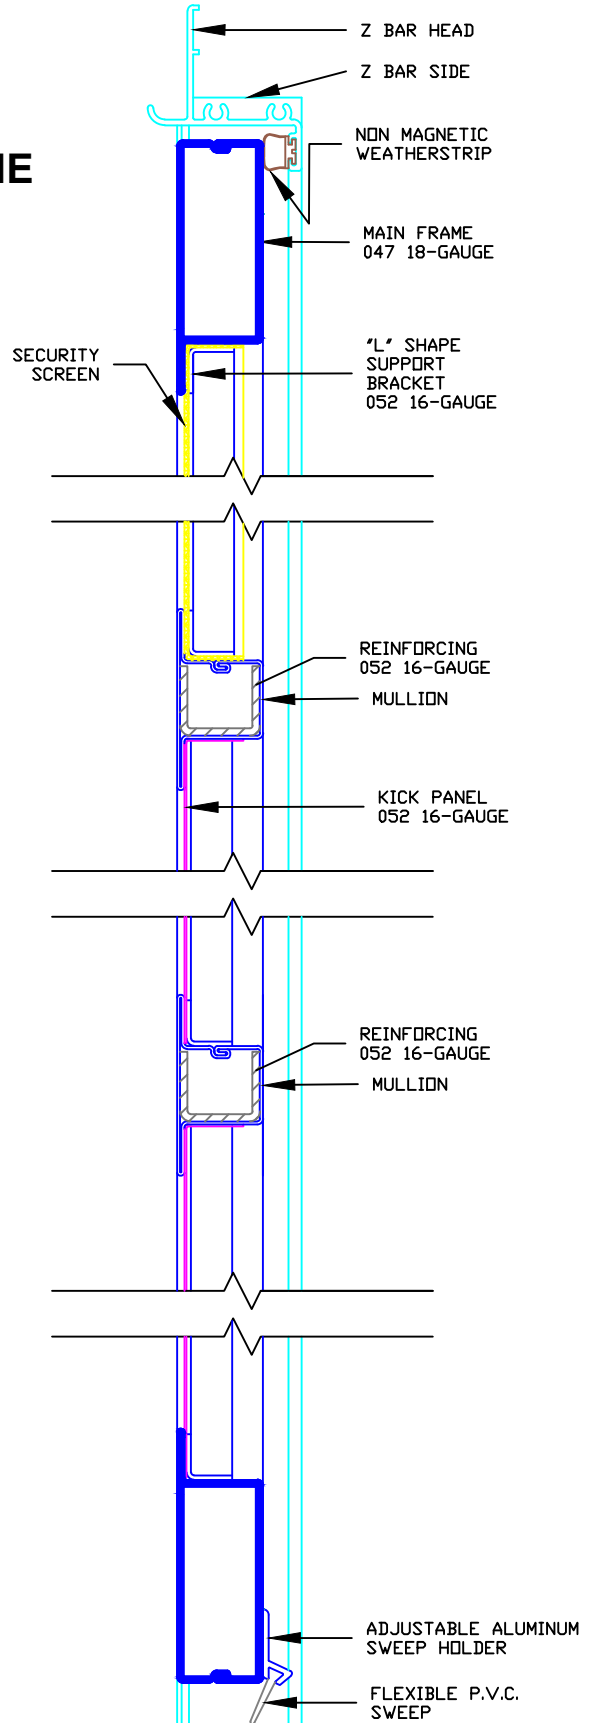 Z BAR HEAD
Z BAR SIDE
NON MAGNETIC
WEATHERSTRIP
ME
MAIN FRAME
047 18-GAUGE
"L" SHAPE
SUPPORT
BRACKET
052 16-GAUGE
SECURITY
SCREEN
REINFORCING
052 16-GAUGE
MULLION
KICK PANEL
052 16-GAUGE
REINFORCING
052 16-GAUGE
MULLION
ADJUSTABLE ALUMINUM
SWEEP HOLDER
FLEXIBLE P.V.C.
SWEEP